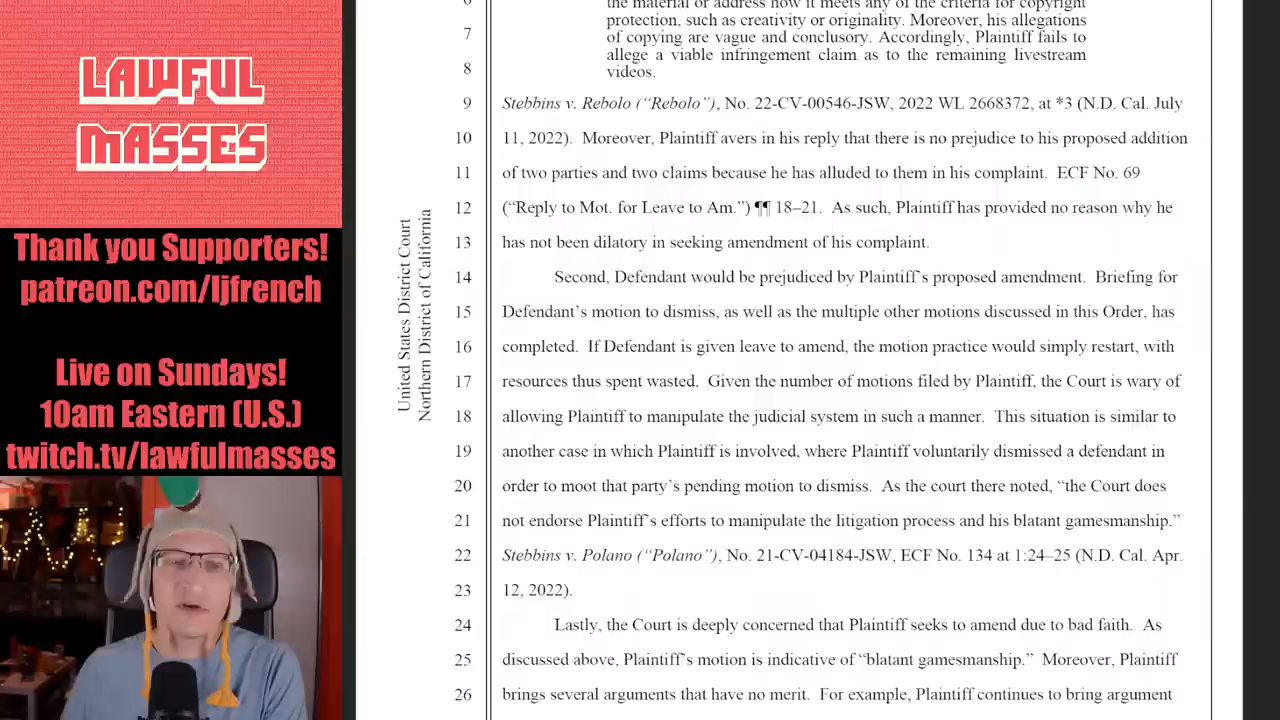 LAWFUL
MASSES
Thank you Supporters!
patreon.com/ljfrench
Live on Sundays!
10am Eastern (U.S.)
twitch.tv/lawfulmasses
United States District Court
Northern District of California
6 the material or address how it meets any of the criteria for copyright
protection, such as creativity or originality. Moreover, his allegations
7 of copying are vague and conclusory. Accordingly, Plaintiff fails to
allege a viable infringement claim as to the remaining livestream
8 videos.
9 Stebbins v. Rebolo (“Rebolo”), No. 22-CV-00546-JSW, 2022 WL 2668372, at *3 (N.D. Cal. July
10 11, 2022). Moreover, Plaintiff avers in his reply that there is no prejudice to his proposed addition
11 of two parties and two claims because he has alluded to them in his complaint. ECF No. 69
12 (“Reply to Mot. for Leave to Am.”) ¶¶ 18–21. As such, Plaintiff has provided no reason why he
13 has not been dilatory in seeking amendment of his complaint.
14 Second, Defendant would be prejudiced by Plaintiff’s proposed amendment. Briefing for
15 Defendant’s motion to dismiss, as well as the multiple other motions discussed in this Order, has
16 completed. If Defendant is given leave to amend, the motion practice would simply restart, with
17 resources thus spent wasted. Given the number of motions filed by Plaintiff, the Court is wary of
18 allowing Plaintiff to manipulate the judicial system in such a manner. This situation is similar to
19 another case in which Plaintiff is involved, where Plaintiff voluntarily dismissed a defendant in
20 order to moot that party’s pending motion to dismiss. As the court there noted, “the Court does
21 not endorse Plaintiff’s efforts to manipulate the litigation process and his blatant gamesmanship.”
22 Stebbins v. Polano (“Polano”), No. 21-CV-04184-JSW, ECF No. 134 at 1:24–25 (N.D. Cal. Apr.
23 12, 2022).
24 Lastly, the Court is deeply concerned that Plaintiff seeks to amend due to bad faith. As
25 discussed above, Plaintiff’s motion is indicative of “blatant gamesmanship.” Moreover, Plaintiff
26 brings several arguments that have no merit. For example, Plaintiff continues to bring argument